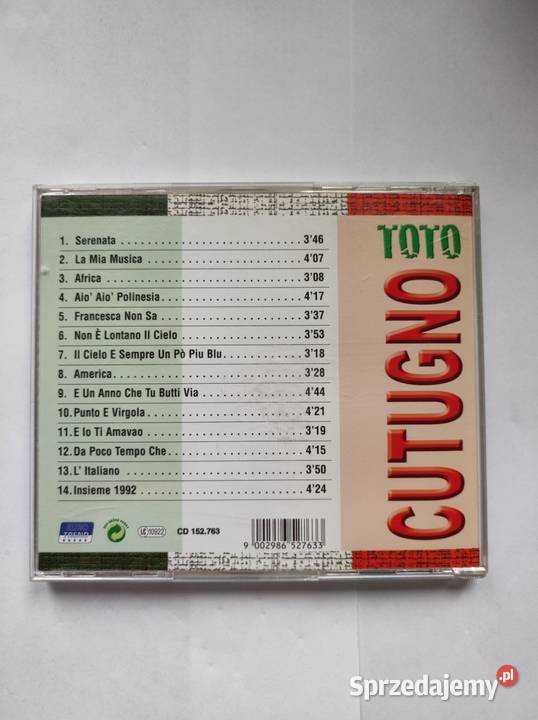 1. Serenata . . . . . . . . . . . . . . . . . . . . . . . 3'46
2. La Mia Musica . . . . . . . . . . . . . . . . . . . 4'07
3. Africa . . . . . . . . . . . . . . . . . . . . . . . . . . 3'08
4. Aio' Aio' Polinesia . . . . . . . . . . . . . . . . . 4'17
5. Francesca Non Sa . . . . . . . . . . . . . . . . . 3'37
6. Non È Lontano Il Cielo . . . . . . . . . . . . . . 3'53
7. Il Cielo E Sempre Un Pò Piu Blu . . . . . . . . 3'18
8. America . . . . . . . . . . . . . . . . . . . . . . . . 3'28
9. E Un Anno Che Tu Butti Via . . . . . . . . . . . 4'44
10. Punto E Virgola . . . . . . . . . . . . . . . . . . . 4'21
11. E Io Ti Amavao . . . . . . . . . . . . . . . . . . . 3'19
12. Da Poco Tempo Che . . . . . . . . . . . . . . . . 4'15
13. L' Italiano . . . . . . . . . . . . . . . . . . . . . . . 3'50
14. Insieme 1992 . . . . . . . . . . . . . . . . . . . . 4'24
TOTO
CUTUGNO
LC 10922
CD 152.763
9 002986 527633
Sprzedajemy.pl